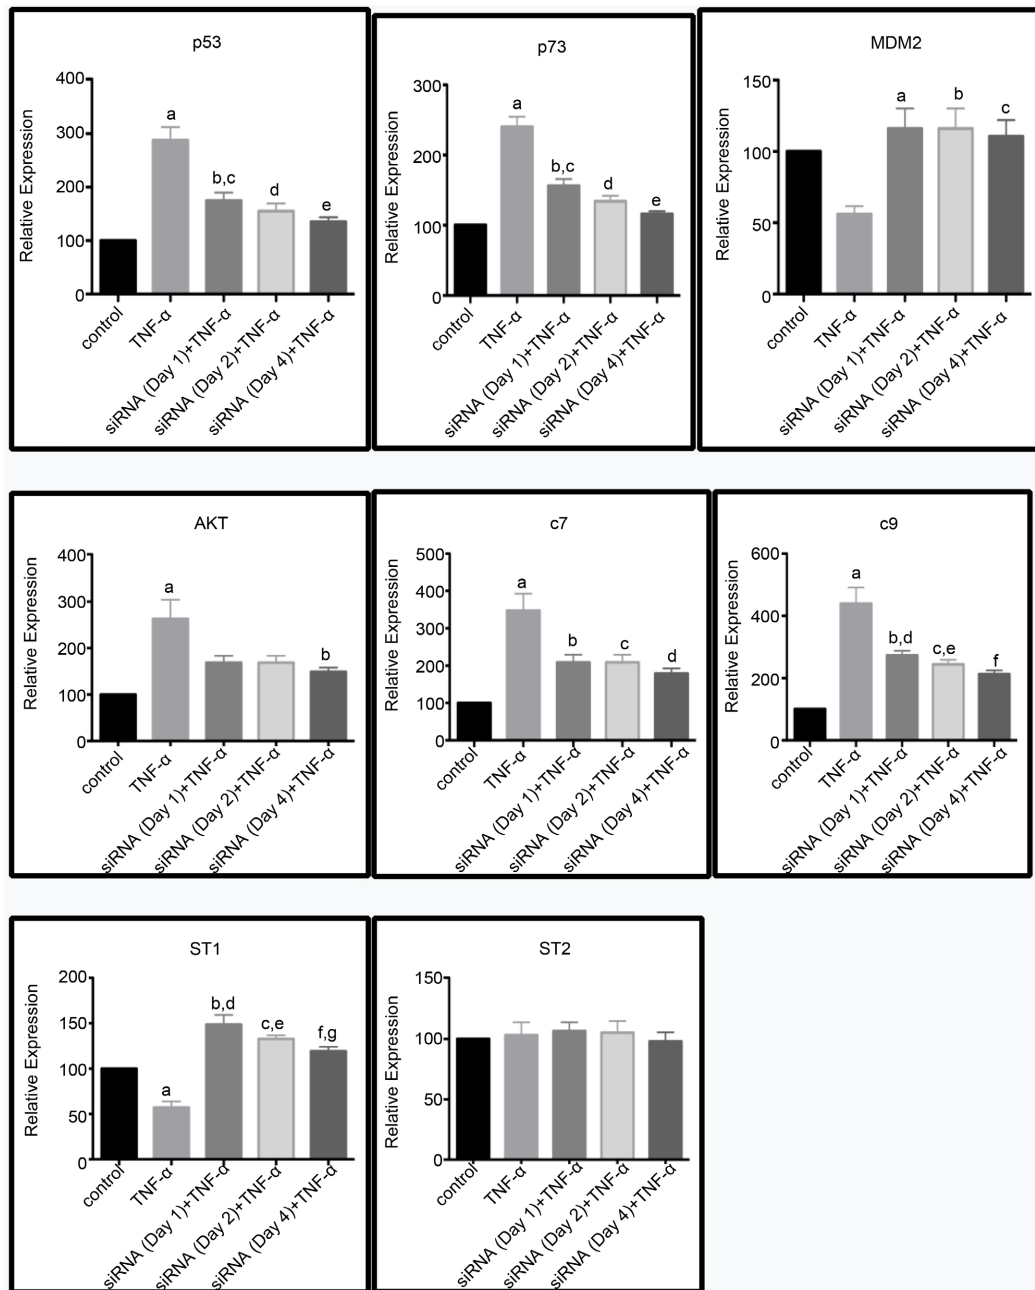 p53
Relative Expression
400
300
200
100
0
a
b,c
d
e
control
TNF-α
siRNA (Day 1)+TNF-α
siRNA (Day 2)+TNF-α
siRNA (Day 4)+TNF-α
p73
Relative Expression
300
200
100
0
a
b,c
d
e
control
TNF-α
siRNA (Day 1)+TNF-α
siRNA (Day 2)+TNF-α
siRNA (Day 4)+TNF-α
MDM2
Relative Expression
150
100
50
0
a
b
c
control
TNF-α
siRNA (Day 1)+TNF-α
siRNA (Day 2)+TNF-α
siRNA (Day 4)+TNF-α
AKT
Relative Expression
400
300
200
100
0
a
b
control
TNF-α
siRNA (Day 1)+TNF-α
siRNA (Day 2)+TNF-α
siRNA (Day 4)+TNF-α
c7
Relative Expression
500
400
300
200
100
0
a
b
c
d
control
TNF-α
siRNA (Day 1)+TNF-α
siRNA (Day 2)+TNF-α
siRNA (Day 4)+TNF-α
c9
Relative Expression
600
400
200
0
a
b,d
c,e
f
control
TNF-α
siRNA (Day 1)+TNF-α
siRNA (Day 2)+TNF-α
siRNA (Day 4)+TNF-α
ST1
Relative Expression
200
150
100
50
0
a
b,d
c,e
f,g
control
TNF-α
siRNA (Day 1)+TNF-α
siRNA (Day 2)+TNF-α
siRNA (Day 4)+TNF-α
ST2
Relative Expression
150
100
50
0
control
TNF-α
siRNA (Day 1)+TNF-α
siRNA (Day 2)+TNF-α
siRNA (Day 4)+TNF-α